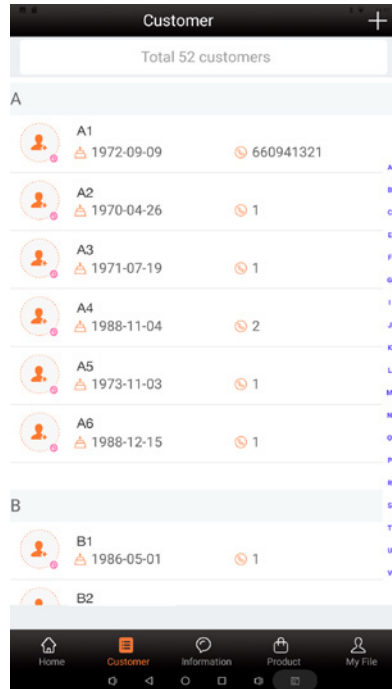 Customer
Total 52 customers
A
A1
1972-09-09 660941321
A2
1970-04-26 1
A3
1971-07-19 1
A4
1988-11-04 2
A5
1973-11-03 1
A6
1988-12-15 1
B
B1
1986-05-01 1
B2
A
B
C
E
F
G
I
J
K
L
M
N
O
P
R
S
T
U
V
Home Customer Information Product My File